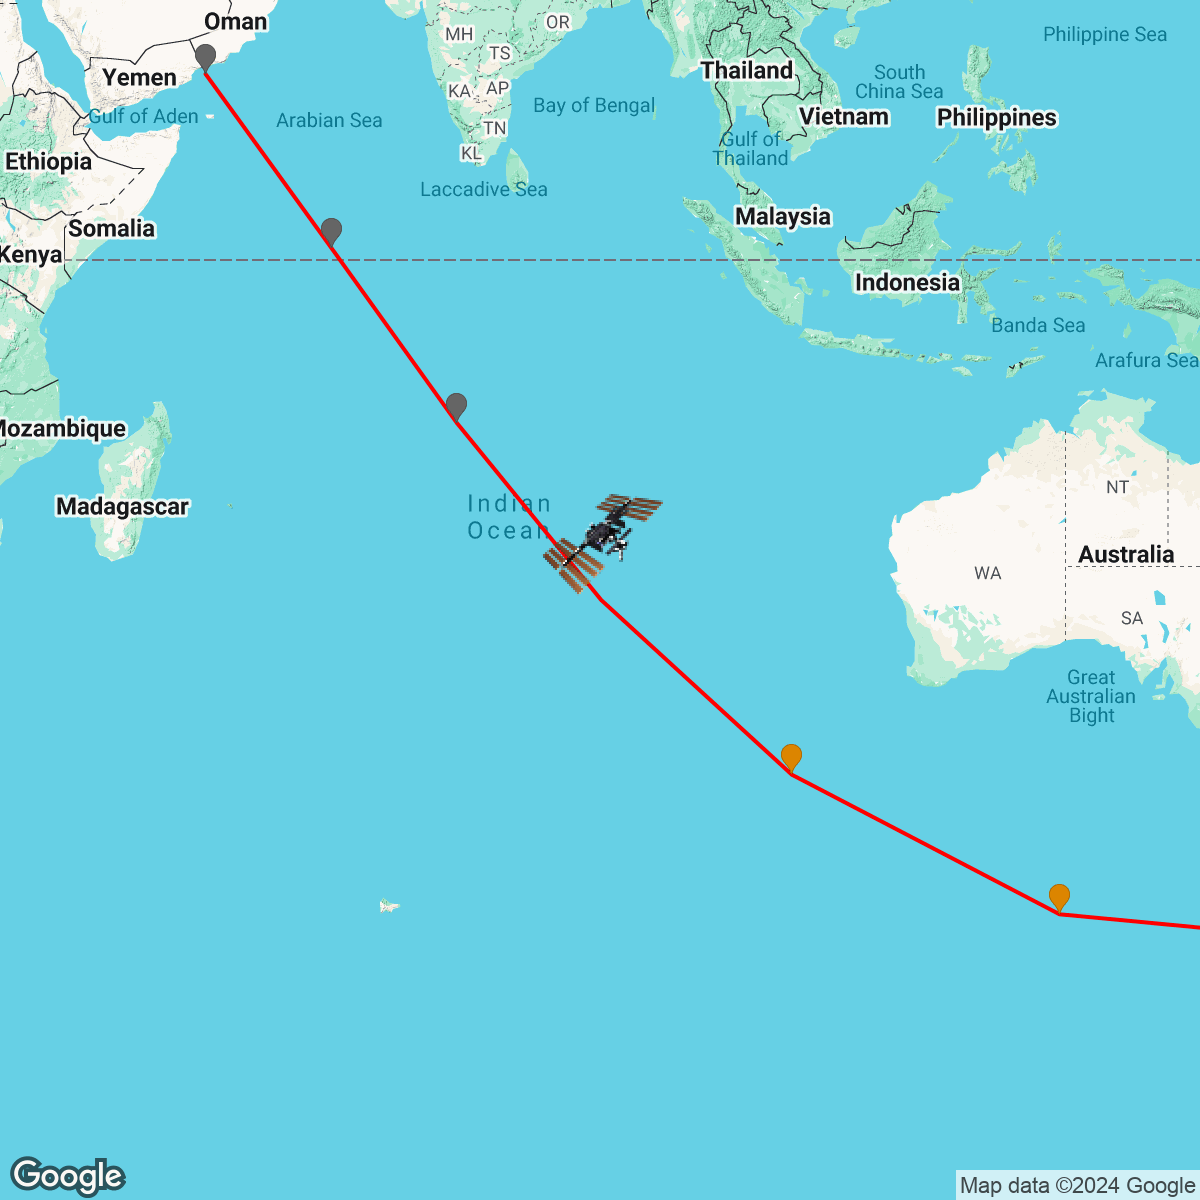 Oman
OR
MH
Philippine Sea
TS
Yemen
Thailand
South
China Sea
KA
AP
Gulf of Aden
Arabian Sea
Bay of Bengal
Vietnam
Philippines
TN
Gulf of
Thailand
Ethiopia
KL
Laccadive Sea
Malaysia
Somalia
Kenya
Indonesia
Banda Sea
Arafura Sea
Mozambique
NT
Indian
Ocean
Madagascar
Australia
WA
SA
Great
Australian
Bight
Google
Map data ©2024 Google